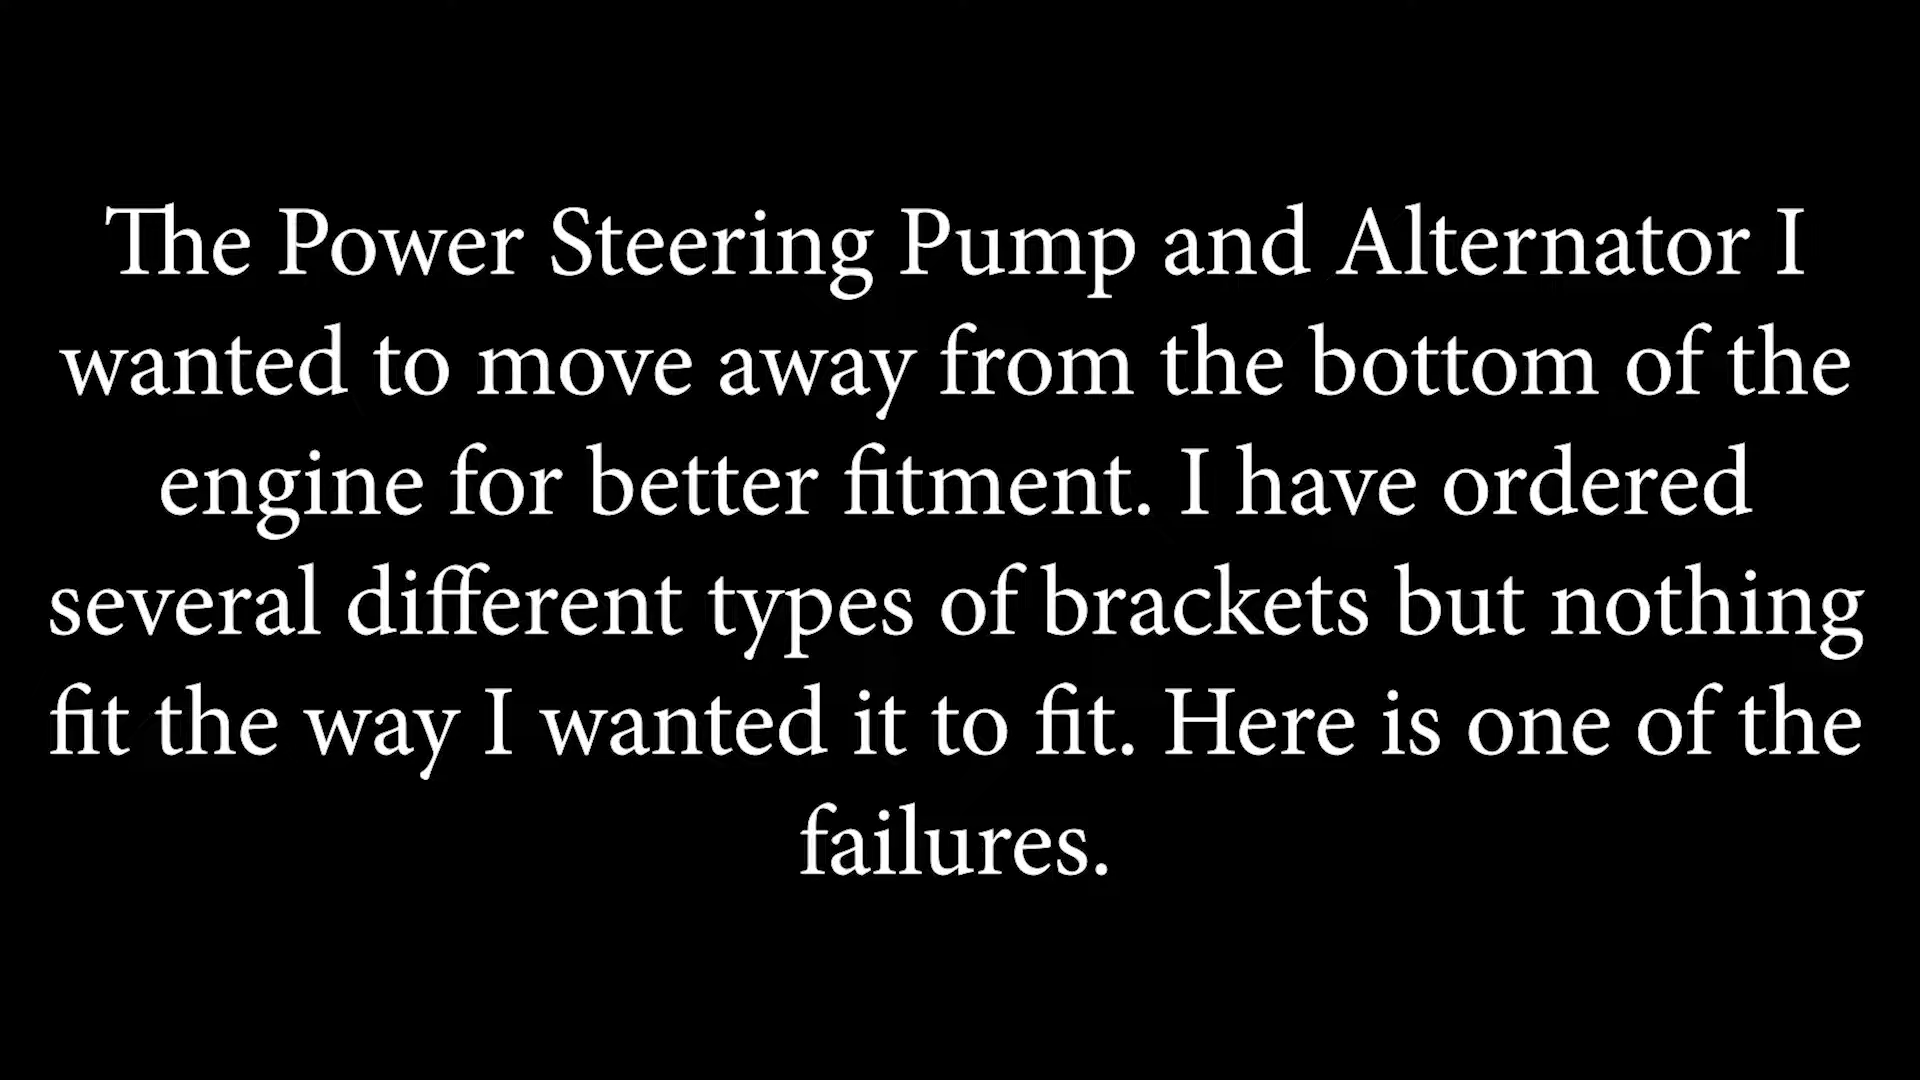 The Power Steering Pump and Alternator I
wanted to move away from the bottom of the
engine for better fitment. I have ordered
several different types of brackets but nothing
fit the way I wanted it to fit. Here is one of the
failures.